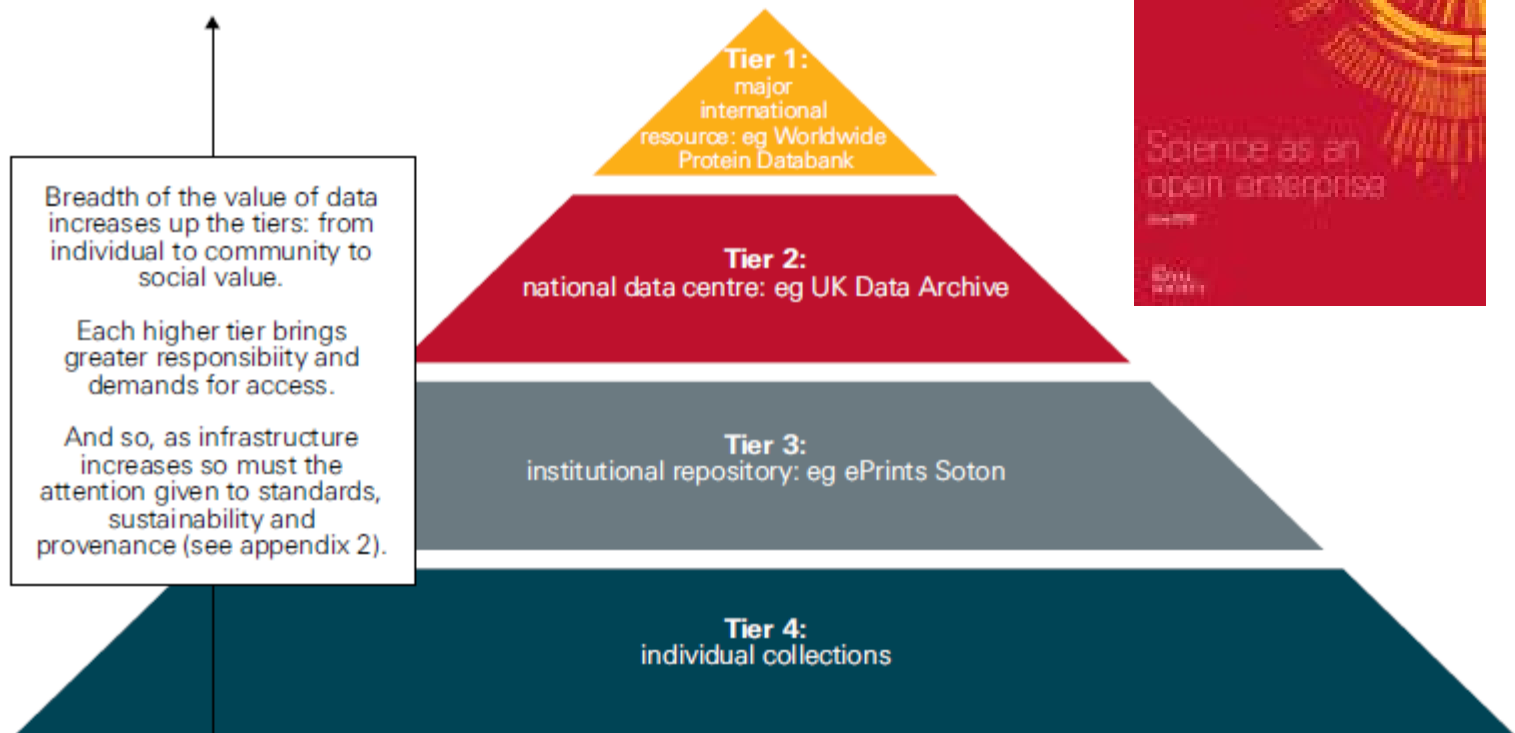 Tier 1:
major
international
resource: eg Worldwide
Protein Databank
Science as an
open enterprise
Breadth of the value of data
increases up the tiers: from
individual to community to
social value.
Each higher tier brings
greater responsibiity and
demands for access.
And so, as infrastructure
increases so must the
attention given to standards,
sustainability and
provenance (see appendix 2).
Tier 2:
national data centre: eg UK Data Archive
Tier 3:
institutional repository: eg ePrints Soton
Tier 4:
individual collections